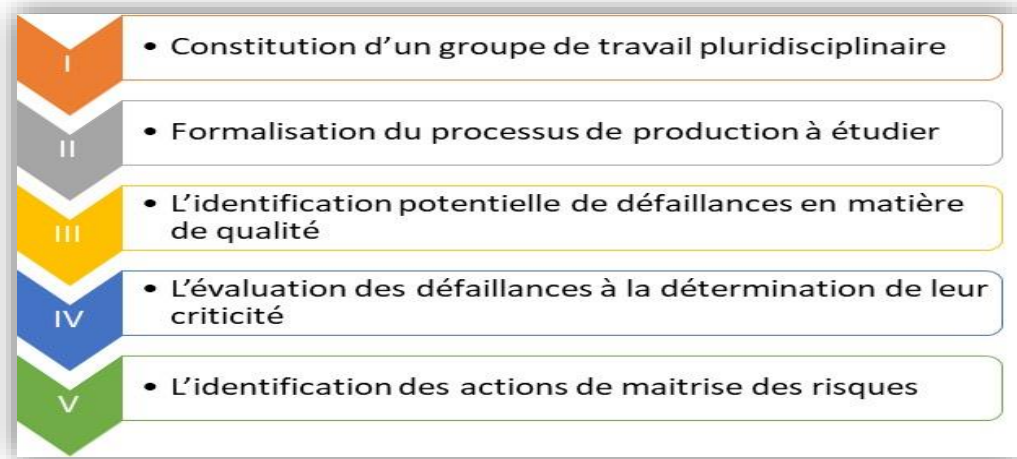 I
• Constitution d’un groupe de travail pluridisciplinaire
II
• Formalisation du processus de production à étudier
III
• L’identification potentielle de défaillances en matière
de qualité
IV
• L’évaluation des défaillances à la détermination de leur
criticité
V
• L’identification des actions de maitrise des risques